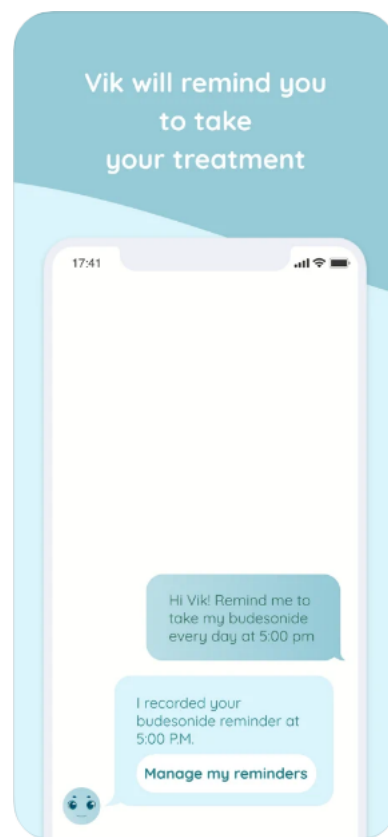 Vik will remind you
to take
your treatment
17:41
Hi Vik! Remind me to
take my budesonide
every day at 5:00 pm
I recorded your
budesonide reminder at
5:00 P.M.
Manage my reminders